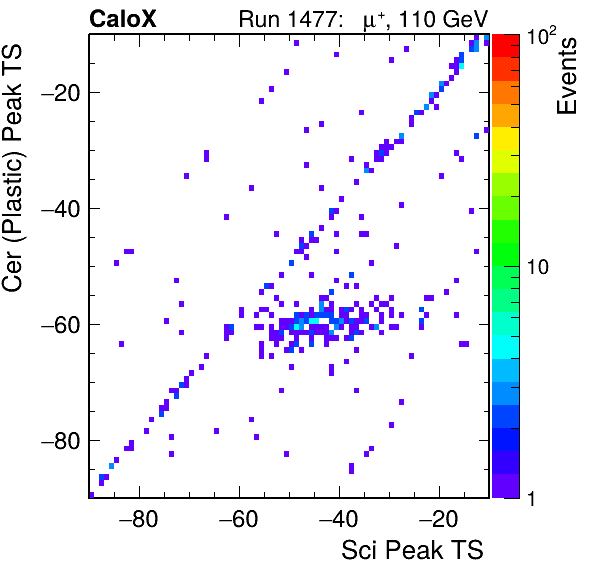 CaloX Run 1477: μ⁺, 110 GeV
Cer (Plastic) Peak TS
−20
−40
−60
−80
−80 −60 −40 −20
Sci Peak TS
10²
10
1
Events